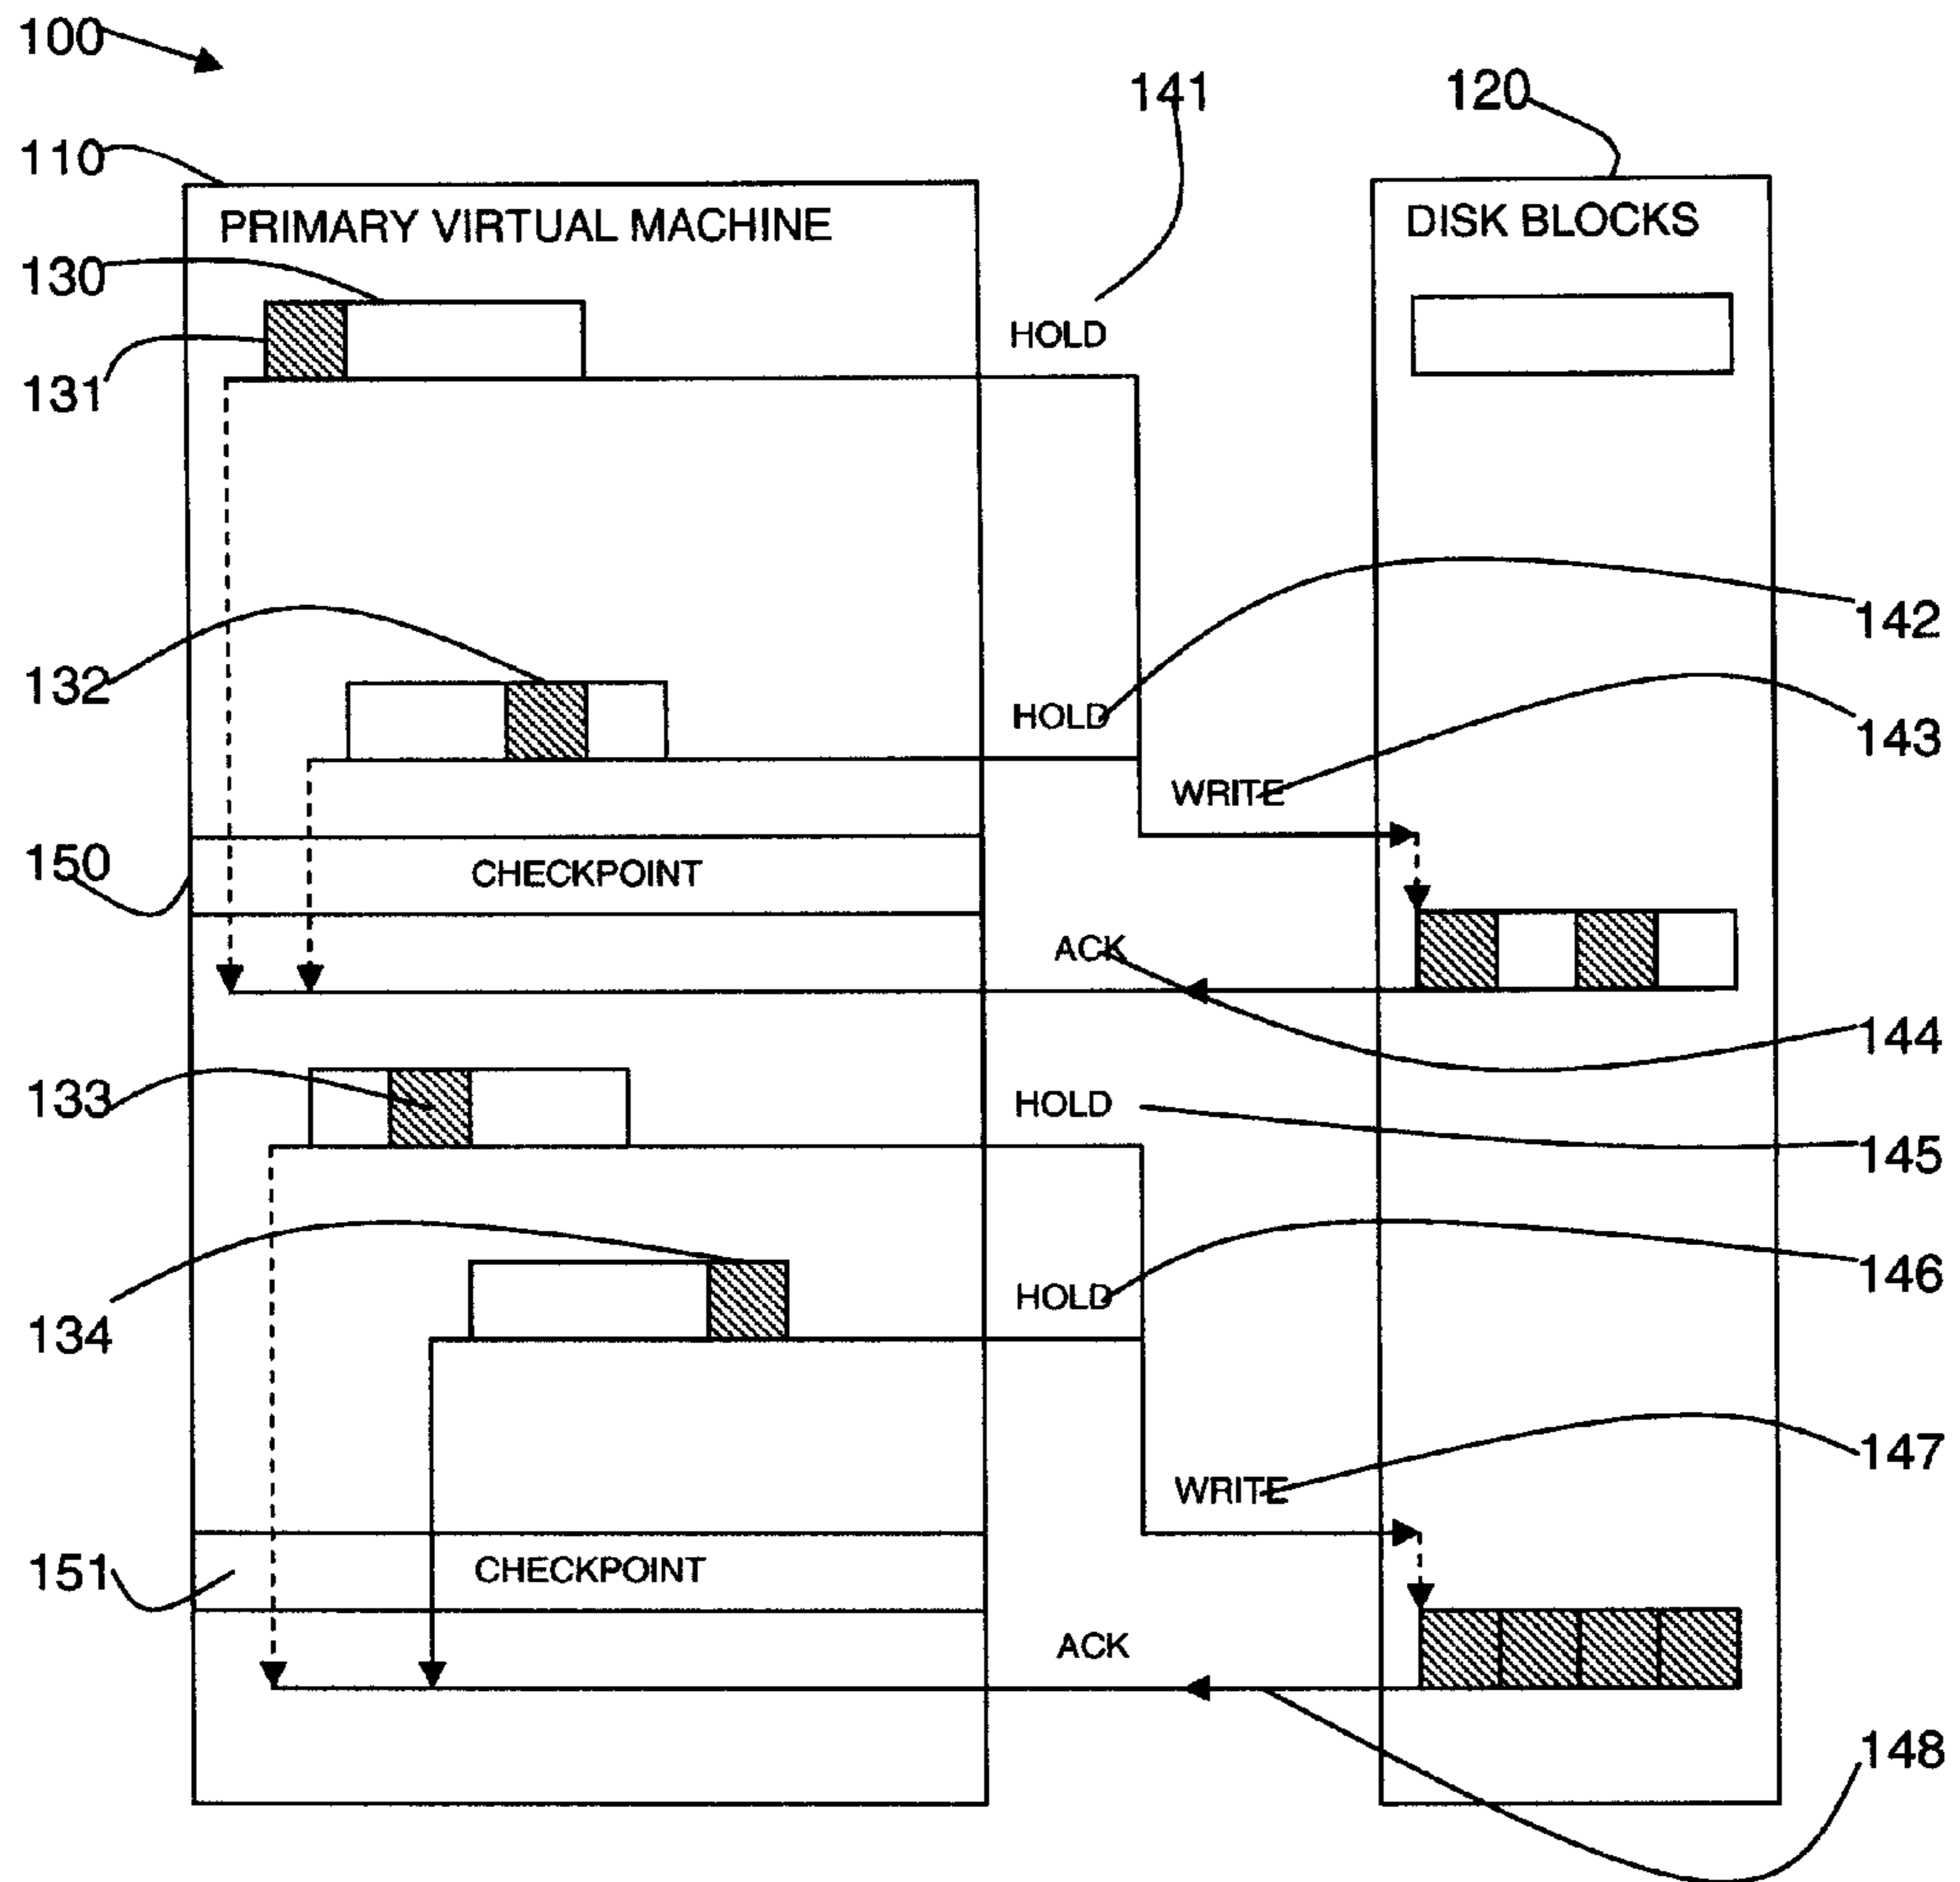 100
141
120
110
PRIMARY VIRTUAL MACHINE
DISK BLOCKS
130
HOLD
131
142
132
HOLD
143
WRITE
150
CHECKPOINT
ACK
144
133
HOLD
145
146
HOLD
134
147
WRITE
151
CHECKPOINT
ACK
148